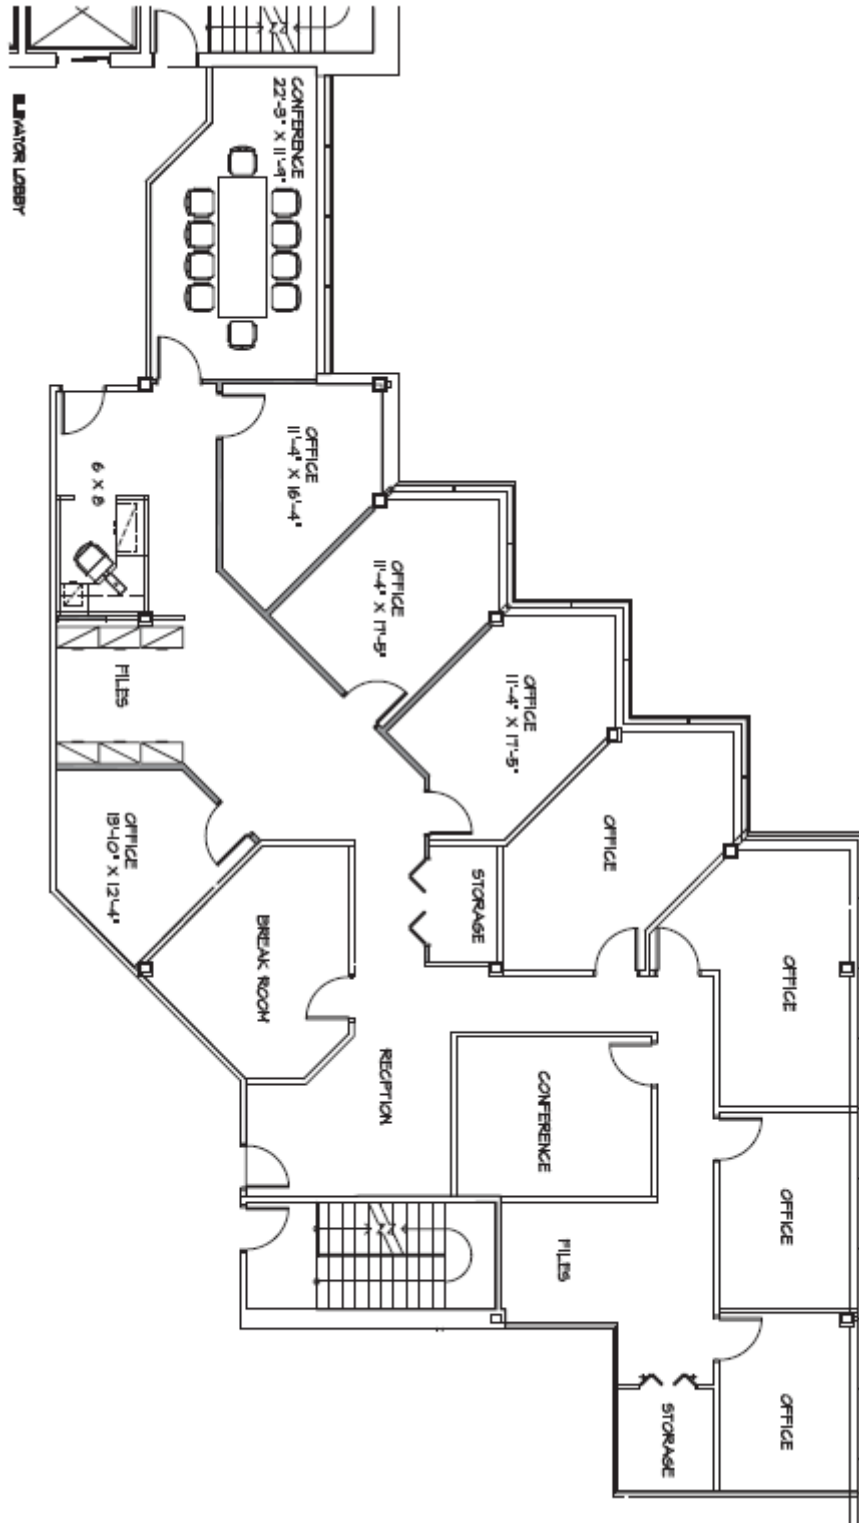 ELEVATOR LOBBY
CONFERENCE
22'-9" X 11'-9"
OFFICE
11'-4" X 16'-4"
6 X 8
OFFICE
11'-4" X 17'-5"
FILES
OFFICE
11'-4" X 17'-5"
OFFICE
OFFICE
13'-10" X 12'-4"
STORAGE
BREAK ROOM
OFFICE
RECPTION
CONFERENCE
OFFICE
FILES
OFFICE
STORAGE